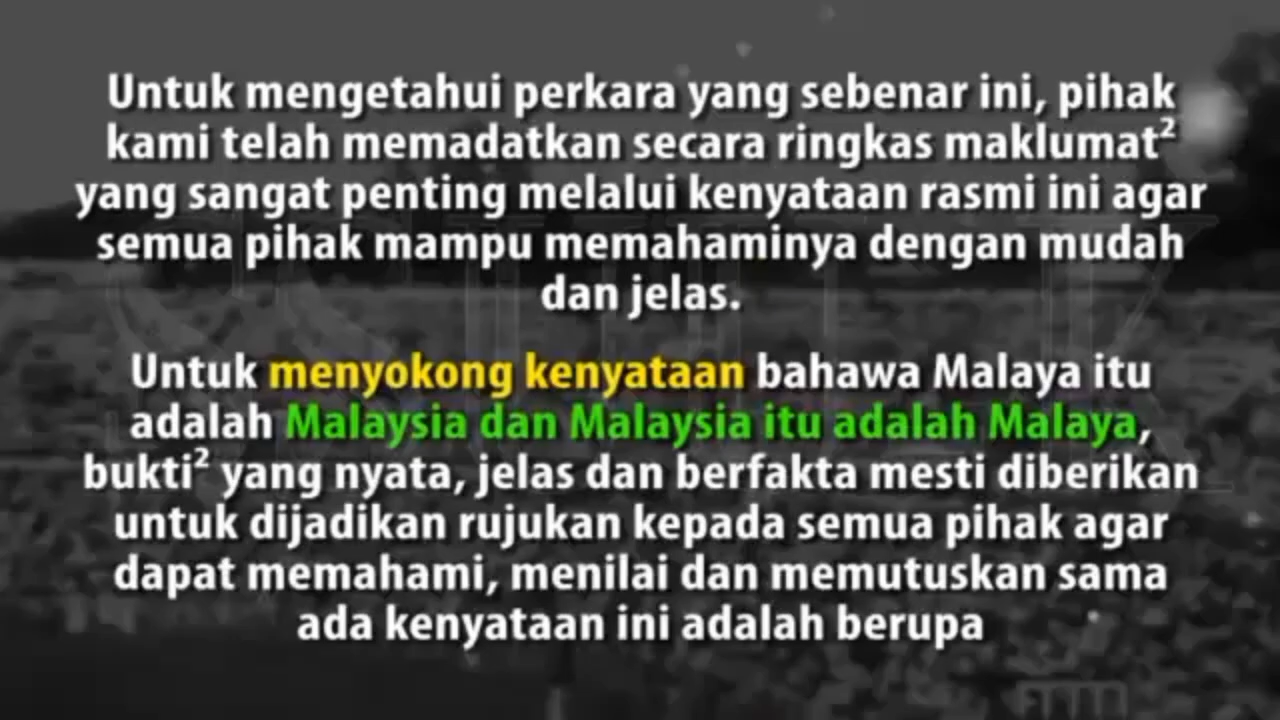 Untuk mengetahui perkara yang sebenar ini, pihak
kami telah memadatkan secara ringkas maklumat²
yang sangat penting melalui kenyataan rasmi ini agar
semua pihak mampu memahaminya dengan mudah
dan jelas.
Untuk menyokong kenyataan bahawa Malaya itu
adalah Malaysia dan Malaysia itu adalah Malaya,
bukti² yang nyata, jelas dan berfakta mesti diberikan
untuk dijadikan rujukan kepada semua pihak agar
dapat memahami, menilai dan memutuskan sama
ada kenyataan ini adalah berupa